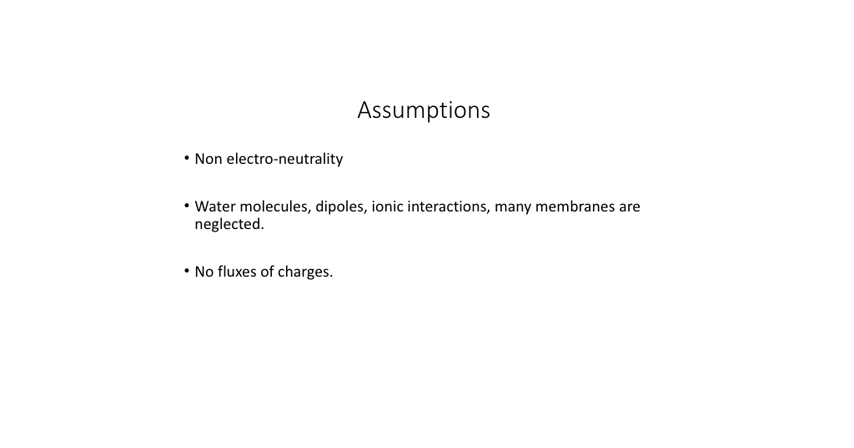 Assumptions
• Non electro-neutrality
• Water molecules, dipoles, ionic interactions, many membranes are
neglected.
• No fluxes of charges.